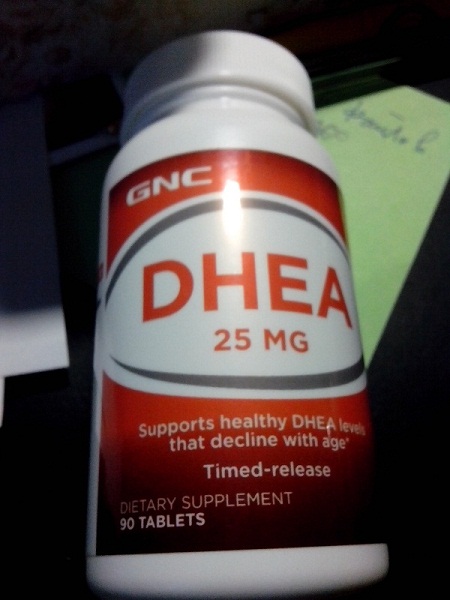 GNC
DHEA
25 MG
Supports healthy DHEA levels
that decline with age*
Timed-release
DIETARY SUPPLEMENT
90 TABLETS